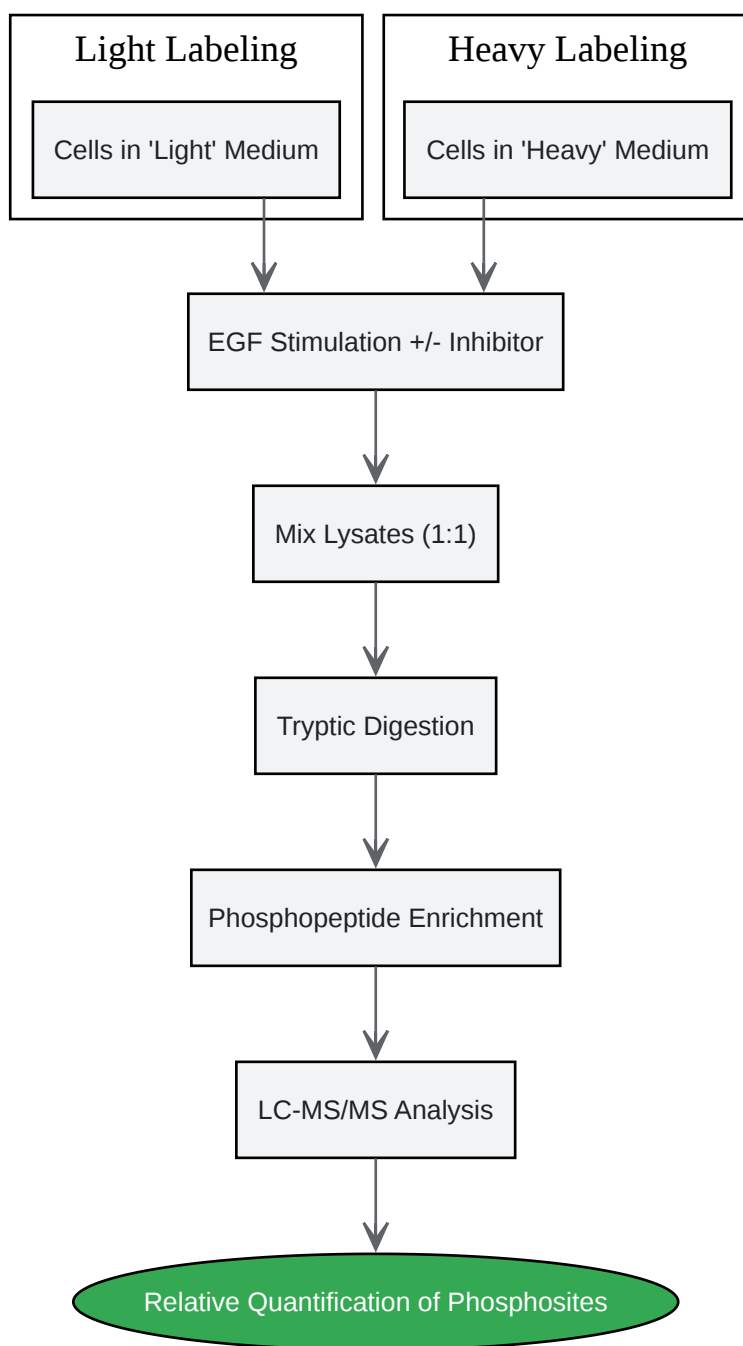 Light Labeling
Heavy Labeling
Cells in 'Light' Medium
Cells in 'Heavy' Medium
EGF Stimulation +/- Inhibitor
Mix Lysates (1:1)
Tryptic Digestion
Phosphopeptide Enrichment
LC-MS/MS Analysis
Relative Quantification of Phosphosites